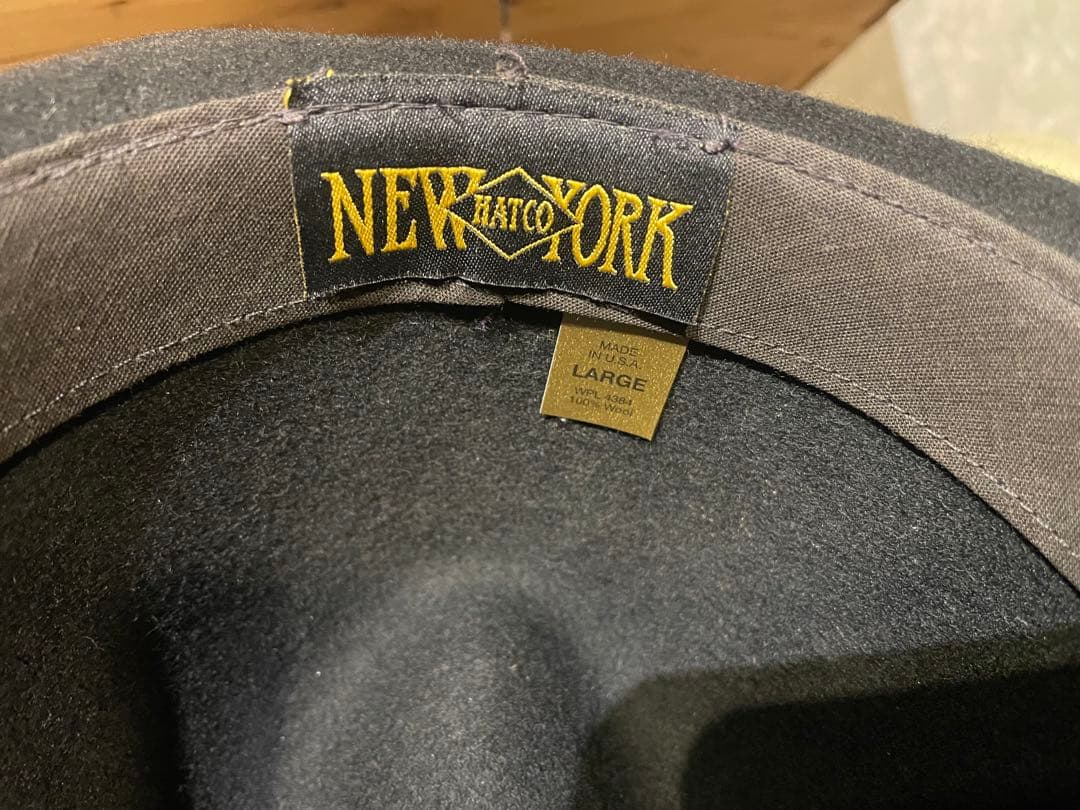 NEW HAT CO YORK
MADE
IN U.S.A.
LARGE
WPL 4384
100% Wool